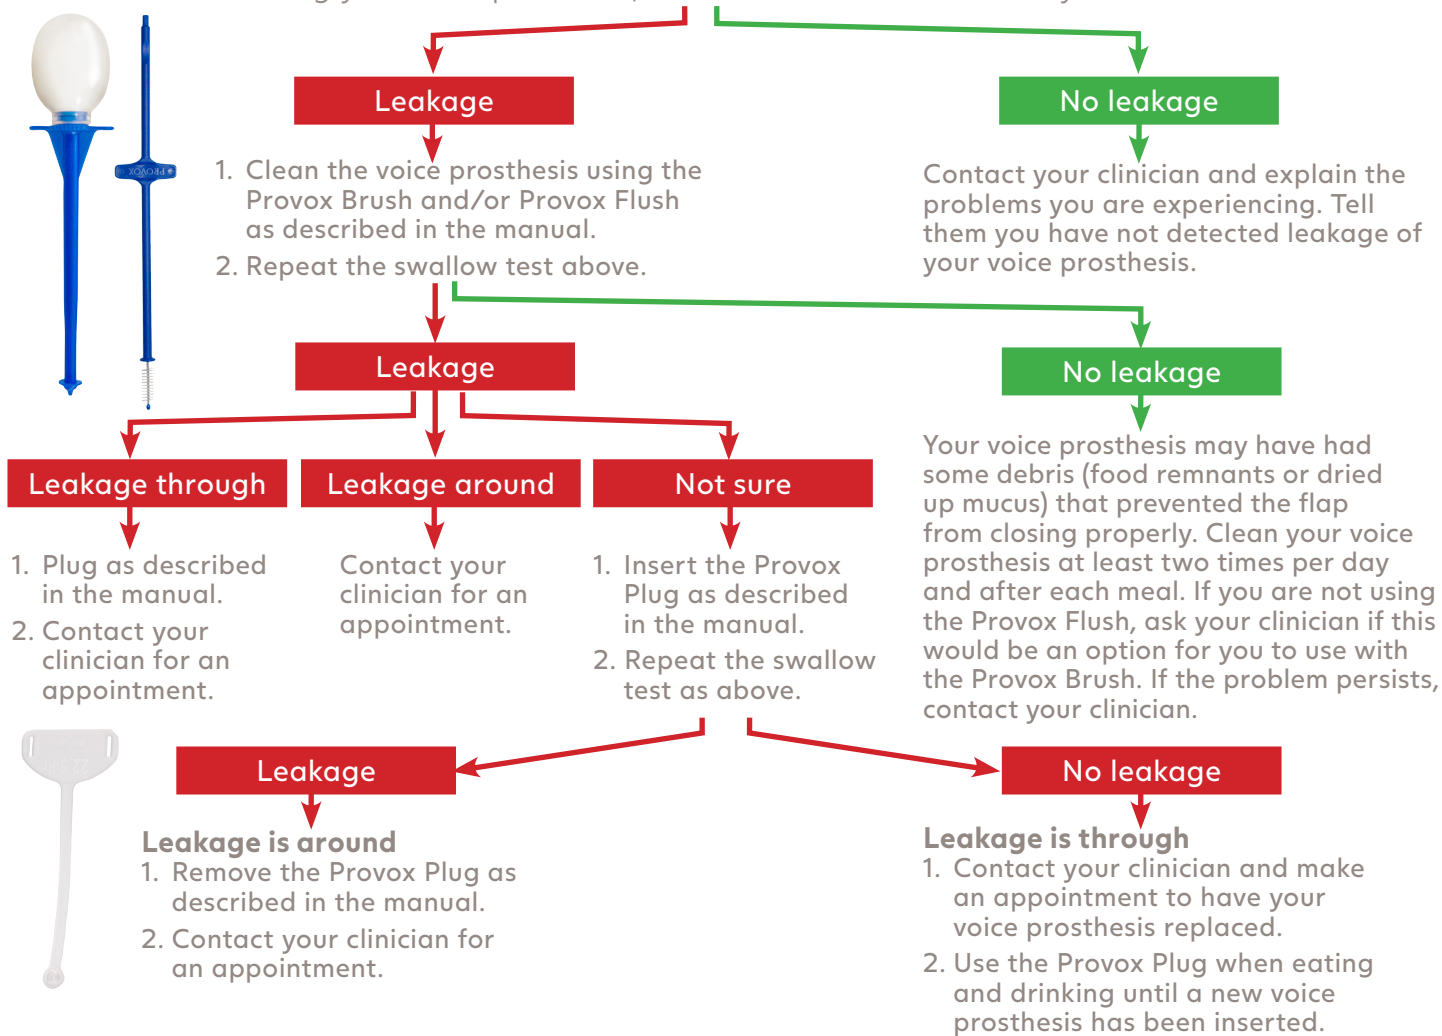 Leakage
No leakage
1. Clean the voice prosthesis using the
Provox Brush and/or Provox Flush
as described in the manual.
2. Repeat the swallow test above.
Contact your clinician and explain the
problems you are experiencing. Tell
them you have not detected leakage of
your voice prosthesis.
PROVOX
Leakage
No leakage
Leakage through
Leakage around
Not sure
1. Plug as described
in the manual.
2. Contact your
clinician for an
appointment.
Contact your
clinician for an
appointment.
1. Insert the Provox
Plug as described
in the manual.
2. Repeat the swallow
test as above.
Your voice prosthesis may have had
some debris (food remnants or dried
up mucus) that prevented the flap
from closing properly. Clean your voice
prosthesis at least two times per day
and after each meal. If you are not using
the Provox Flush, ask your clinician if this
would be an option for you to use with
the Provox Brush. If the problem persists,
contact your clinician.
Leakage
No leakage
Leakage is around
1. Remove the Provox Plug as
described in the manual.
2. Contact your clinician for
an appointment.
Leakage is through
1. Contact your clinician and make
an appointment to have your
voice prosthesis replaced.
2. Use the Provox Plug when eating
and drinking until a new voice
prosthesis has been inserted.